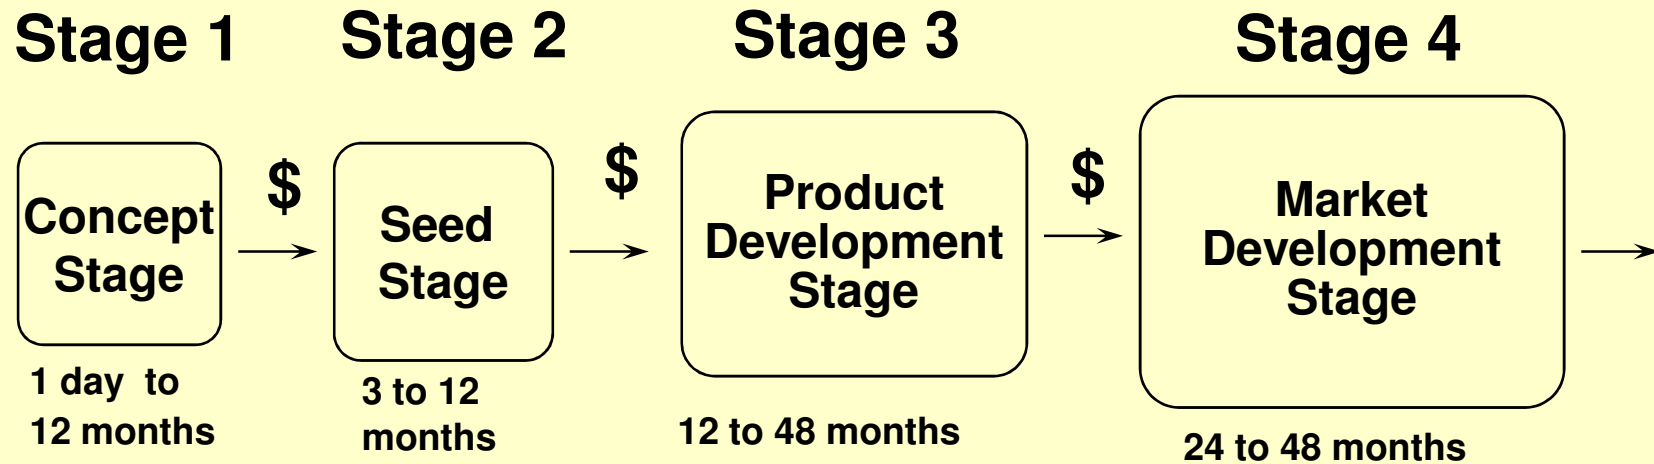 Stage 1
Stage 2
Stage 3
Stage 4
Concept
Stage
$
Seed
Stage
$
Product
Development
Stage
$
Market
Development
Stage
1 day to
12 months
3 to 12
months
12 to 48 months
24 to 48 months